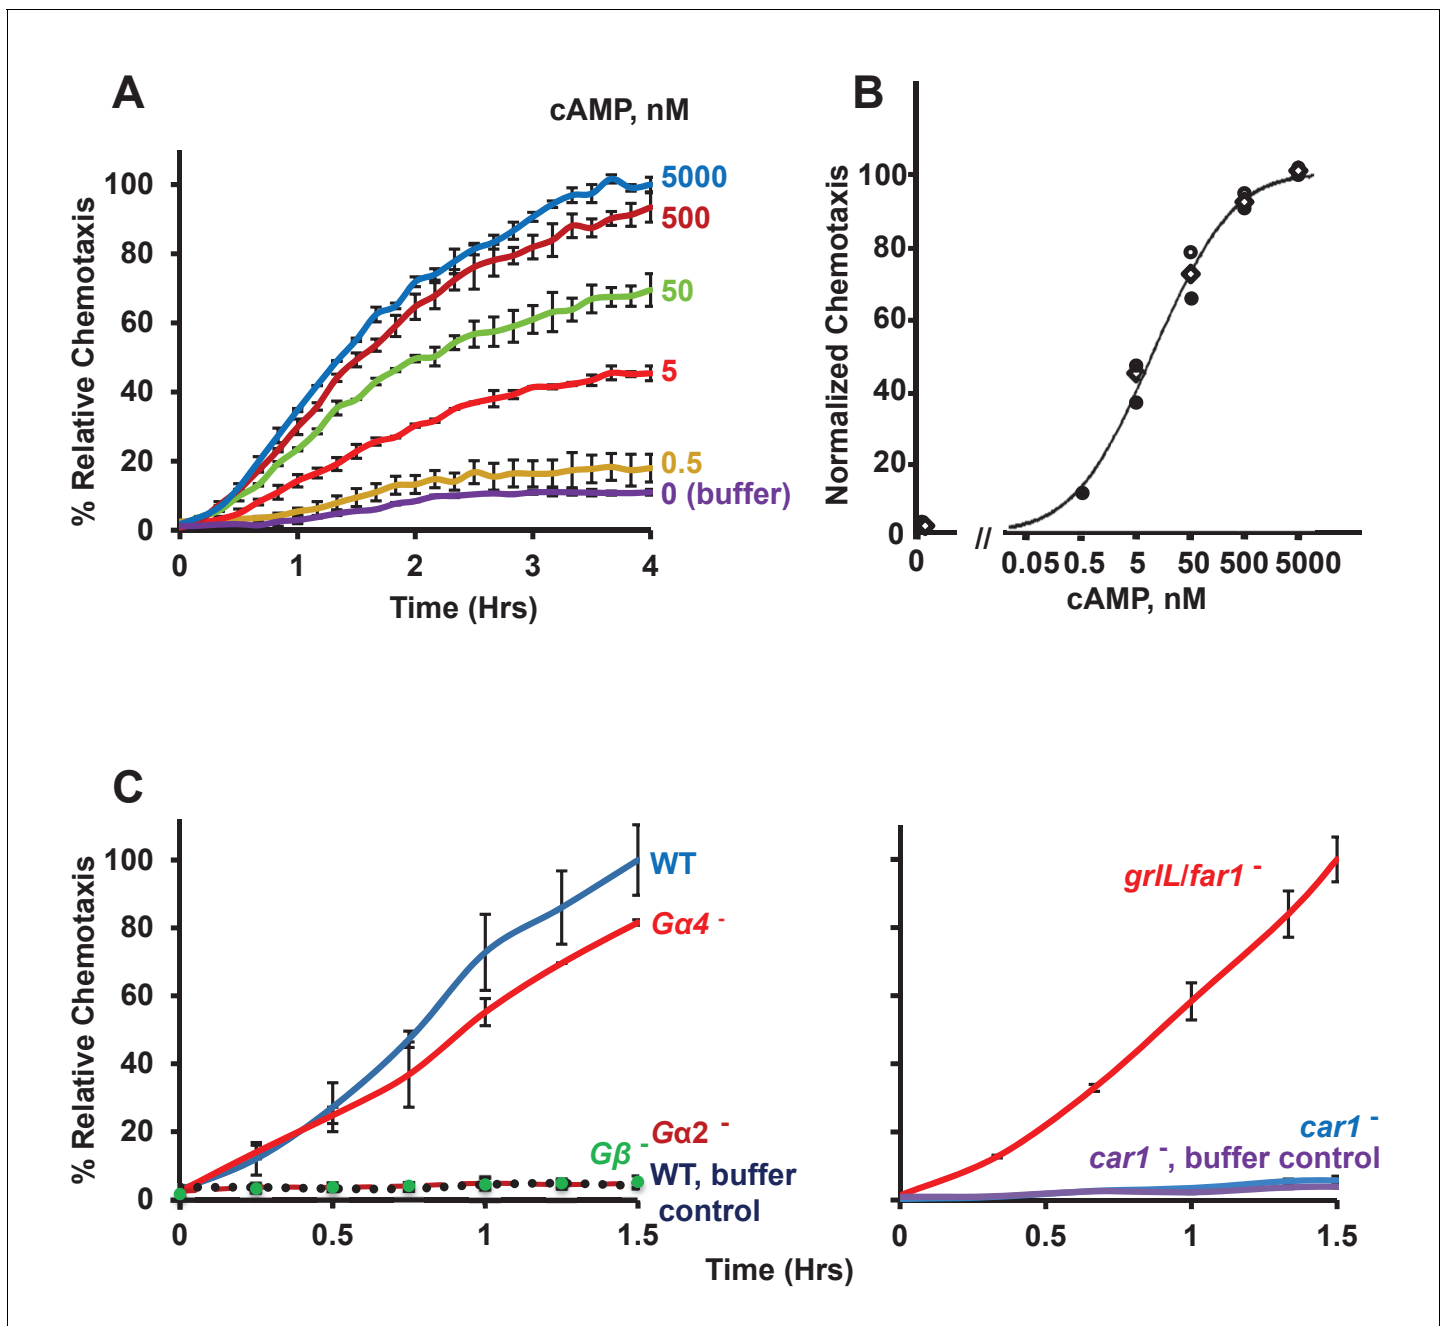 A
cAMP, nM
% Relative Chemotaxis
100
80
60
40
20
0
5000
500
50
5
0.5
0 (buffer)
0 1 2 3 4
Time (Hrs)
B
Normalized Chemotaxis
100
80
60
40
20
0
0 // 0.05 0.5 5 50 500 5000
cAMP, nM
C
% Relative Chemotaxis
100
80
60
40
20
0
WT
Gα4 -
Gα2 -
Gβ -
WT, buffer
control
0 0.5 1 1.5
grlL/far1 -
car1 -
car1 -, buffer control
0 0.5 1 1.5
Time (Hrs)